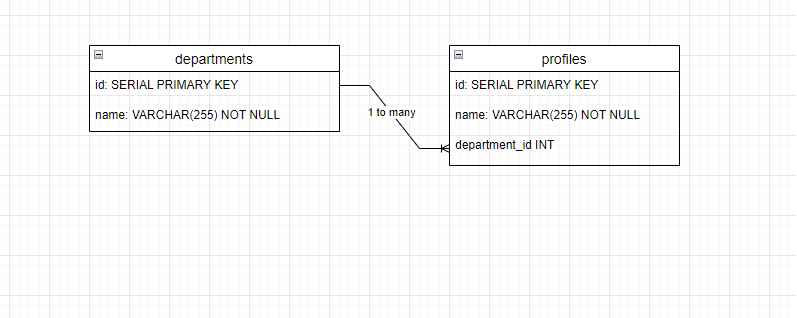 departments
id: SERIAL PRIMARY KEY
name: VARCHAR(255) NOT NULL
1 to many
profiles
id: SERIAL PRIMARY KEY
name: VARCHAR(255) NOT NULL
department_id INT